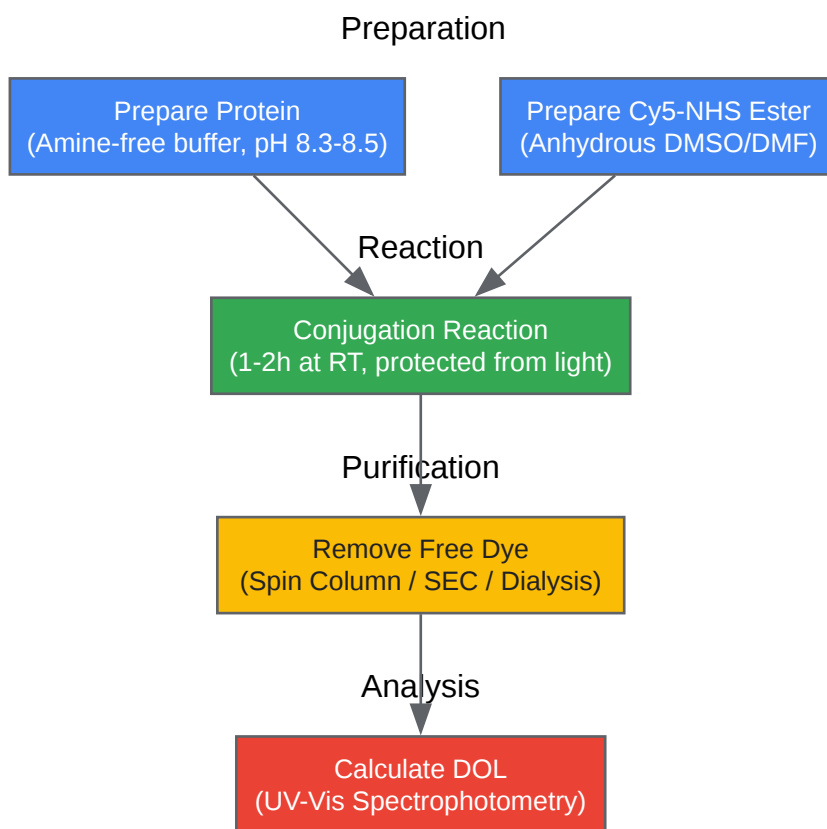 Preparation
Prepare Protein
(Amine-free buffer, pH 8.3-8.5)
Prepare Cy5-NHS Ester
(Anhydrous DMSO/DMF)
Reaction
Conjugation Reaction
(1-2h at RT, protected from light)
Purification
Remove Free Dye
(Spin Column / SEC / Dialysis)
Analysis
Calculate DOL
(UV-Vis Spectrophotometry)